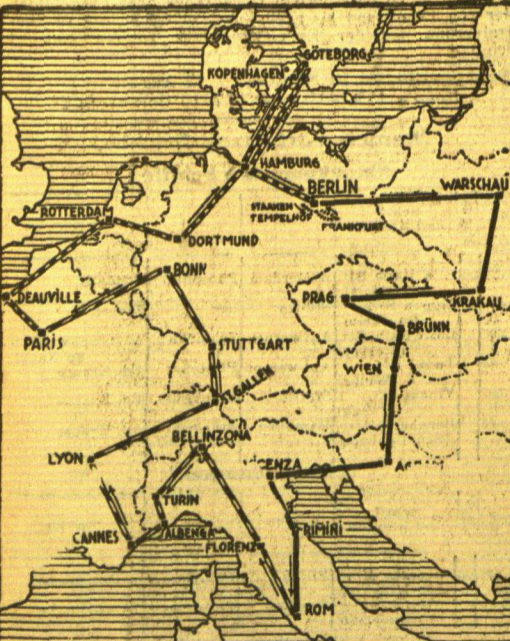 GÖTEBORG
KOPENHAGEN
HAMBURG
BERLIN
WARSCHAU
STAAKEN
TEMPELHOF
FRANKFURT
ROTTERDAM
DORTMUND
BONN
DEAUVILLE
PRAG
KRAKAU
PARIS
BRÜNN
STUTTGART
WIEN
ST.GALLEN
BELLINZONA
LYON
ENZA
A
TURIN
RIMINI
CANNES
ALBENGA
FLORENZ
ROM